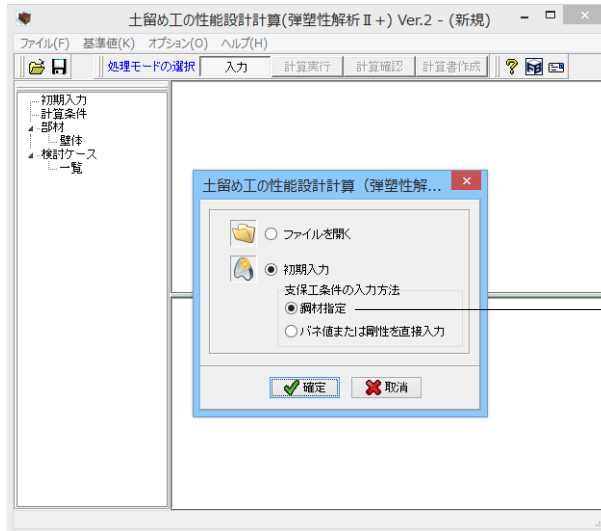 土留め工の性能設計計算(弾塑性解析Ⅱ+) Ver.2 - (新規)
ファイル(F) 基準値(K) オプション(O) ヘルプ(H)
処理モードの選択 入力 計算実行 計算確認 計算書作成
初期入力
計算条件
部材
壁体
検討ケース
一覧
土留め工の性能設計計算（弾塑性解...
ファイルを開く
初期入力
支保工条件の入力方法
鋼材指定
バネ値または剛性を直接入力
確定 取消